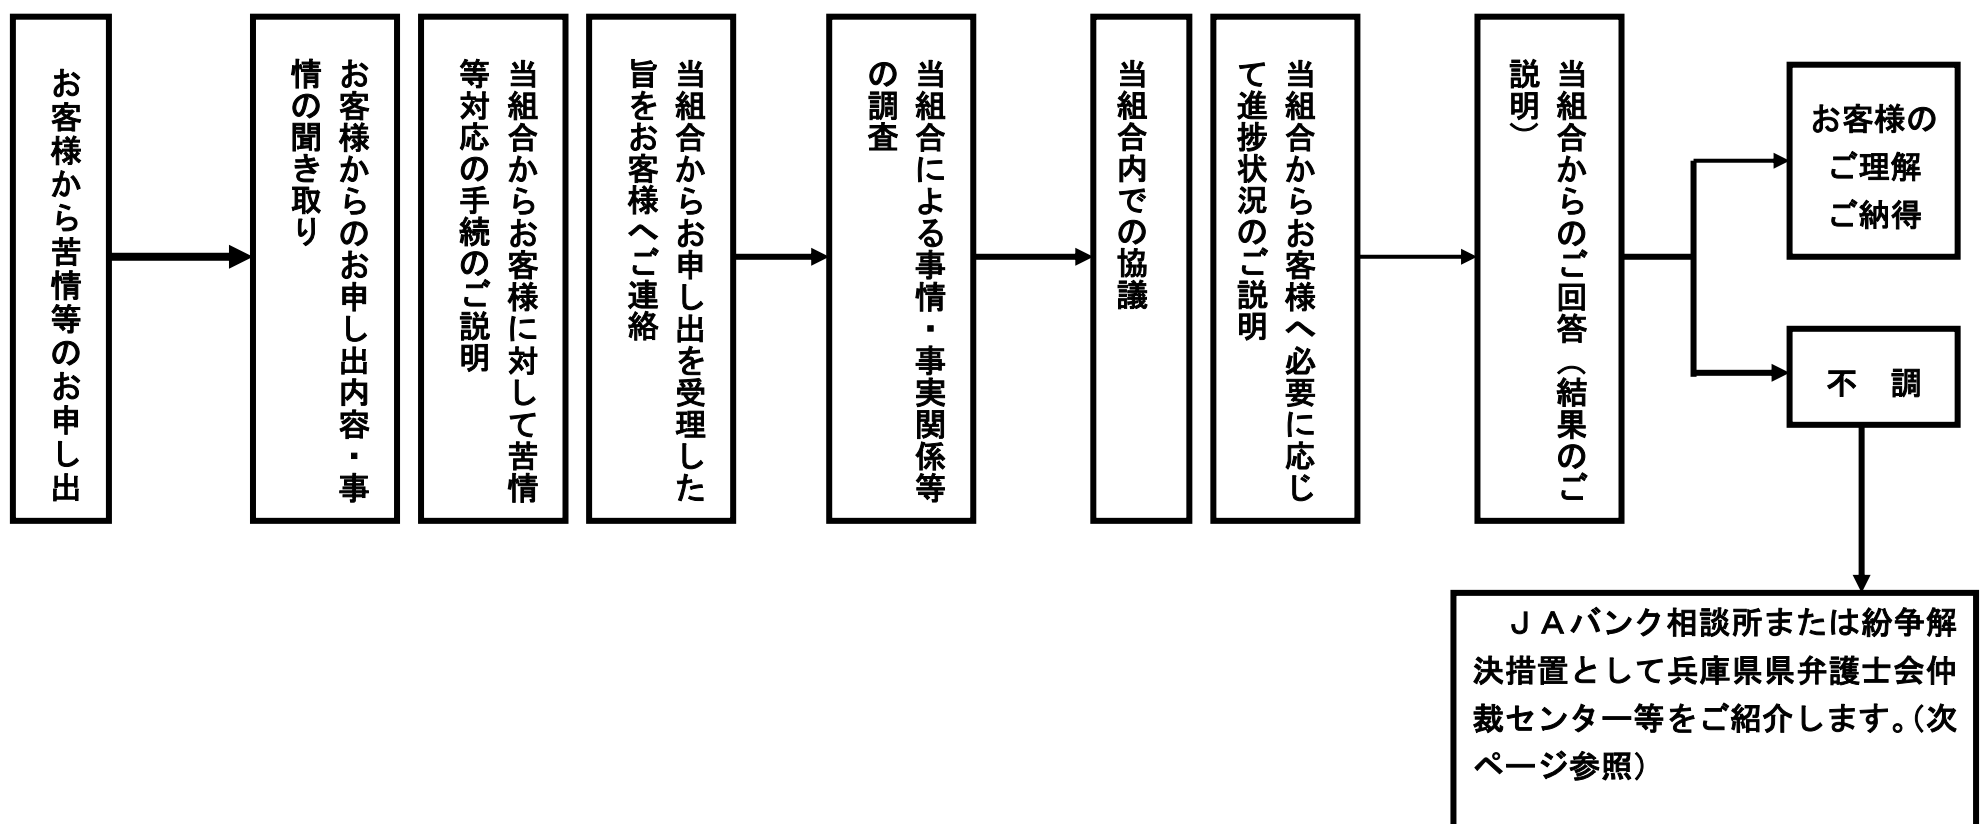 お客様から苦情等のお申し出
お客様からのお申し出内容・事
情の聞き取り
当組合からお客様に対して苦情
等対応の手続のご説明
当組合からお申し出を受理した
旨をお客様へご連絡
当組合による事情・事実関係等
の調査
当組合内での協議
当組合からお客様へ必要に応じ
て進捗状況のご説明
当組合からのご回答（結果のご
説明）
お客様の
ご理解
ご納得
不　調
ＪＡバンク相談所または紛争解
決措置として兵庫県県弁護士会仲
裁センター等をご紹介します。（次
ページ参照）